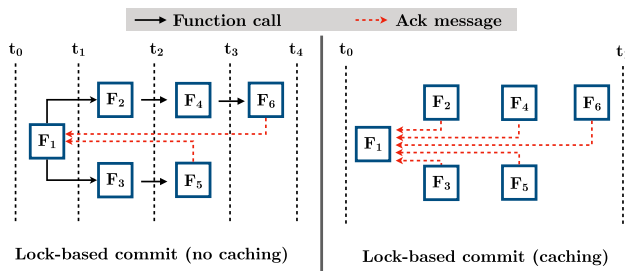 Function call
Ack message
t0 t1 t2 t3 t4
F2 F4 F6
F1
F3 F5
Lock-based commit (no caching)
t0 t
F2 F4 F6
F1
F3 F5
Lock-based commit (caching)